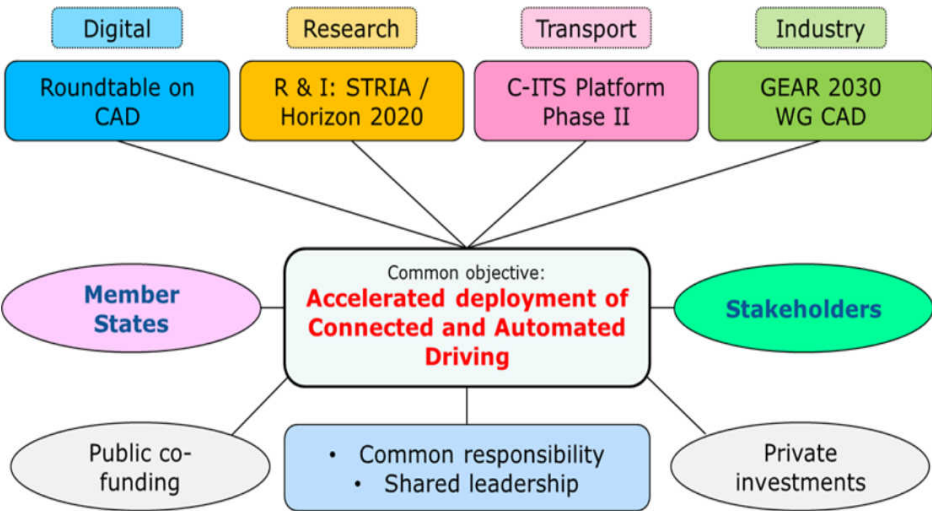 Digital
Research
Transport
Industry
Roundtable on
CAD
R & I: STRIA /
Horizon 2020
C-ITS Platform
Phase II
GEAR 2030
WG CAD
Common objective:
Accelerated deployment of
Connected and Automated
Driving
Member
States
Stakeholders
Public co-
funding
• Common responsibility
• Shared leadership
Private
investments